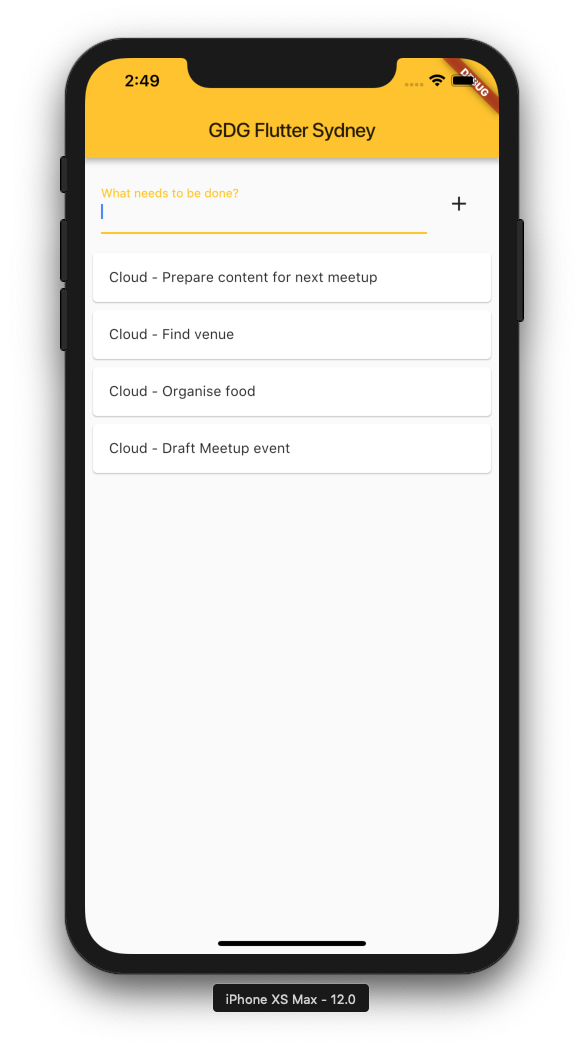 2:49
DEBUG
GDG Flutter Sydney
What needs to be done?
+
Cloud - Prepare content for next meetup
Cloud - Find venue
Cloud - Organise food
Cloud - Draft Meetup event
iPhone XS Max - 12.0